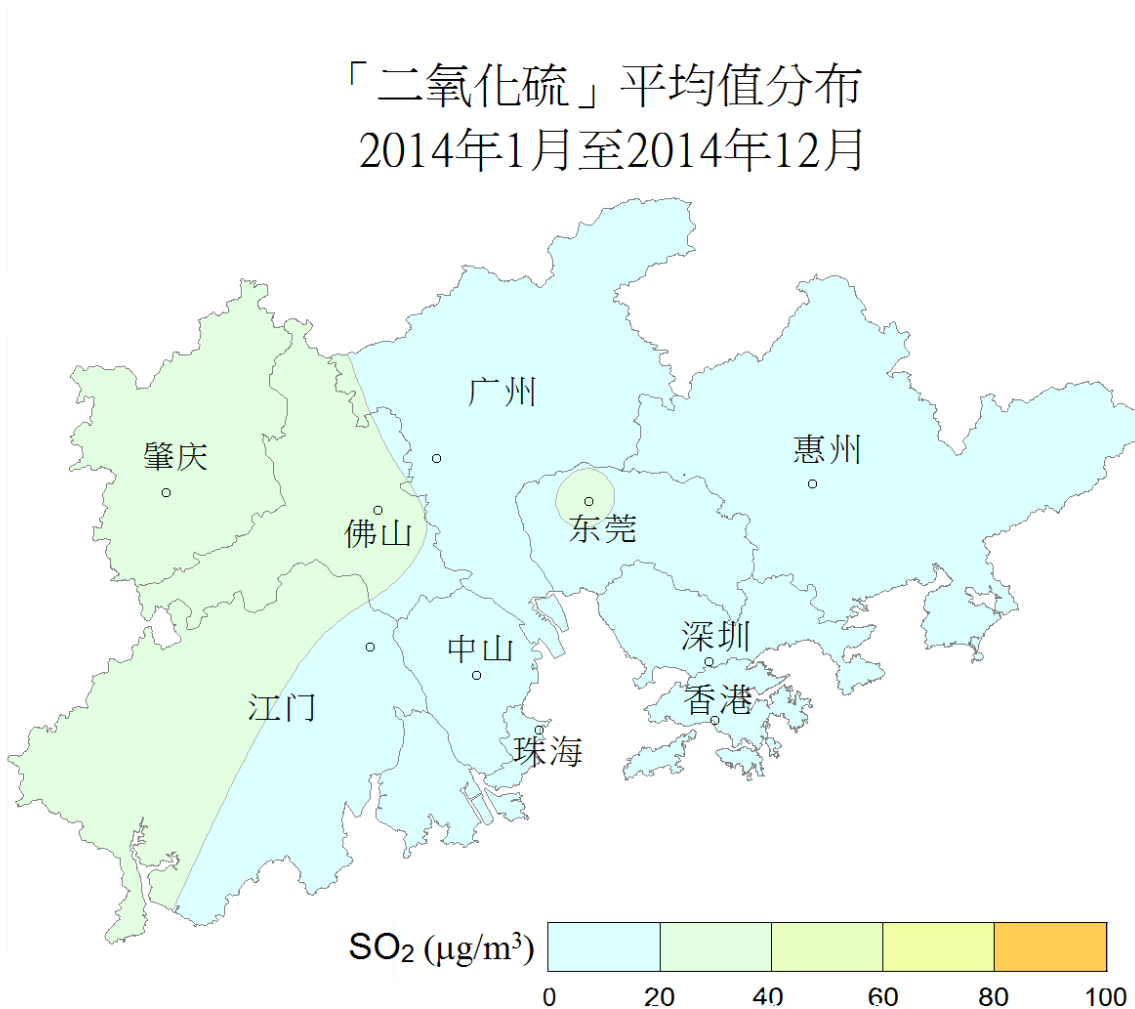 「二氧化硫」平均值分布
2014年1月至2014年12月
广州
惠州
肇庆
佛山
东莞
中山
深圳
江门
香港
珠海
SO₂ (μg/m³)
0 20 40 60 80 100